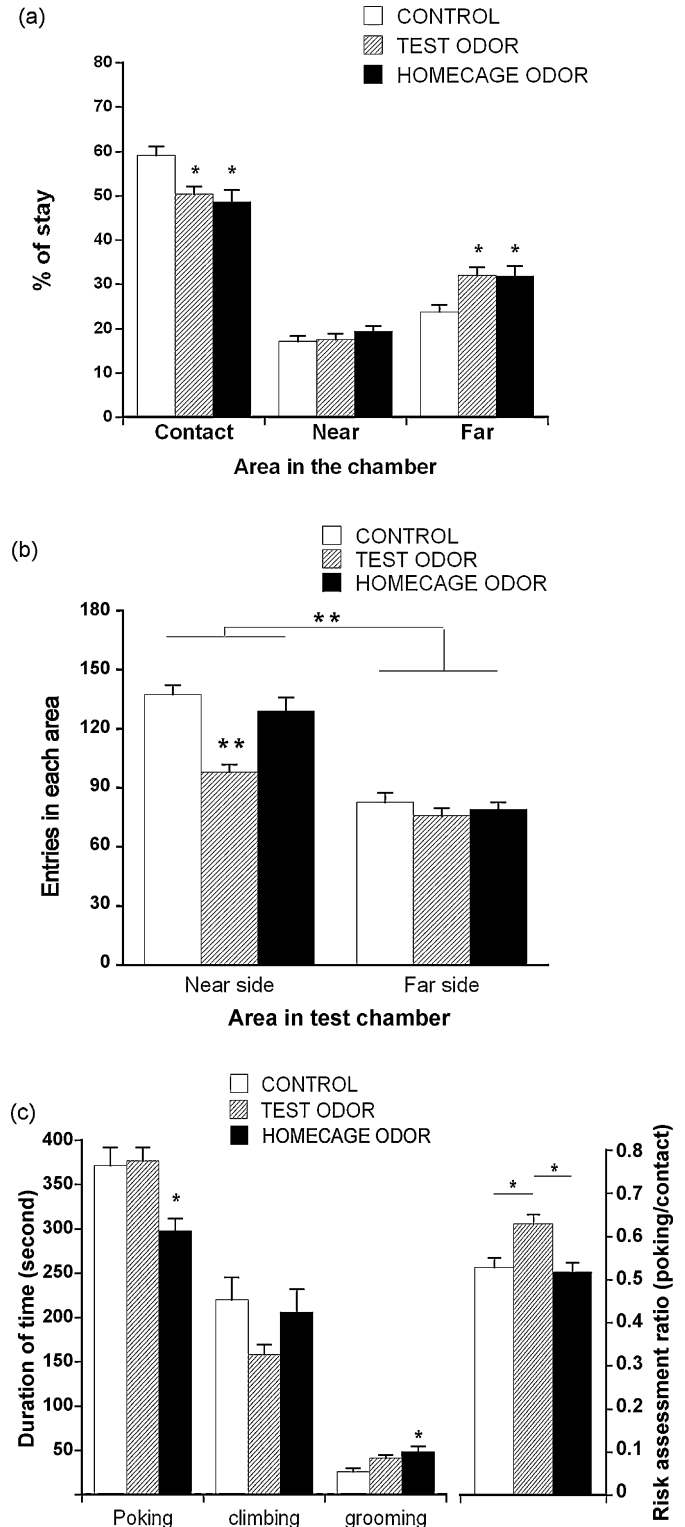 (a)
CONTROL
TEST ODOR
HOMECAGE ODOR
80
70
60
50
40
30
20
10
0
% of stay
* *
* *
Contact Near Far
Area in the chamber
(b)
CONTROL
TEST ODOR
HOMECAGE ODOR
180
150
120
90
60
30
0
Entries in each area
**
**
Near side Far side
Area in test chamber
(c)
CONTROL
TEST ODOR
HOMECAGE ODOR
400
350
300
250
200
150
100
50
Duration of time (second)
*
*
* *
0.8
0.7
0.6
0.5
0.4
0.3
0.2
0.1
0
Risk assessment ratio (poking/contact)
Poking climbing grooming